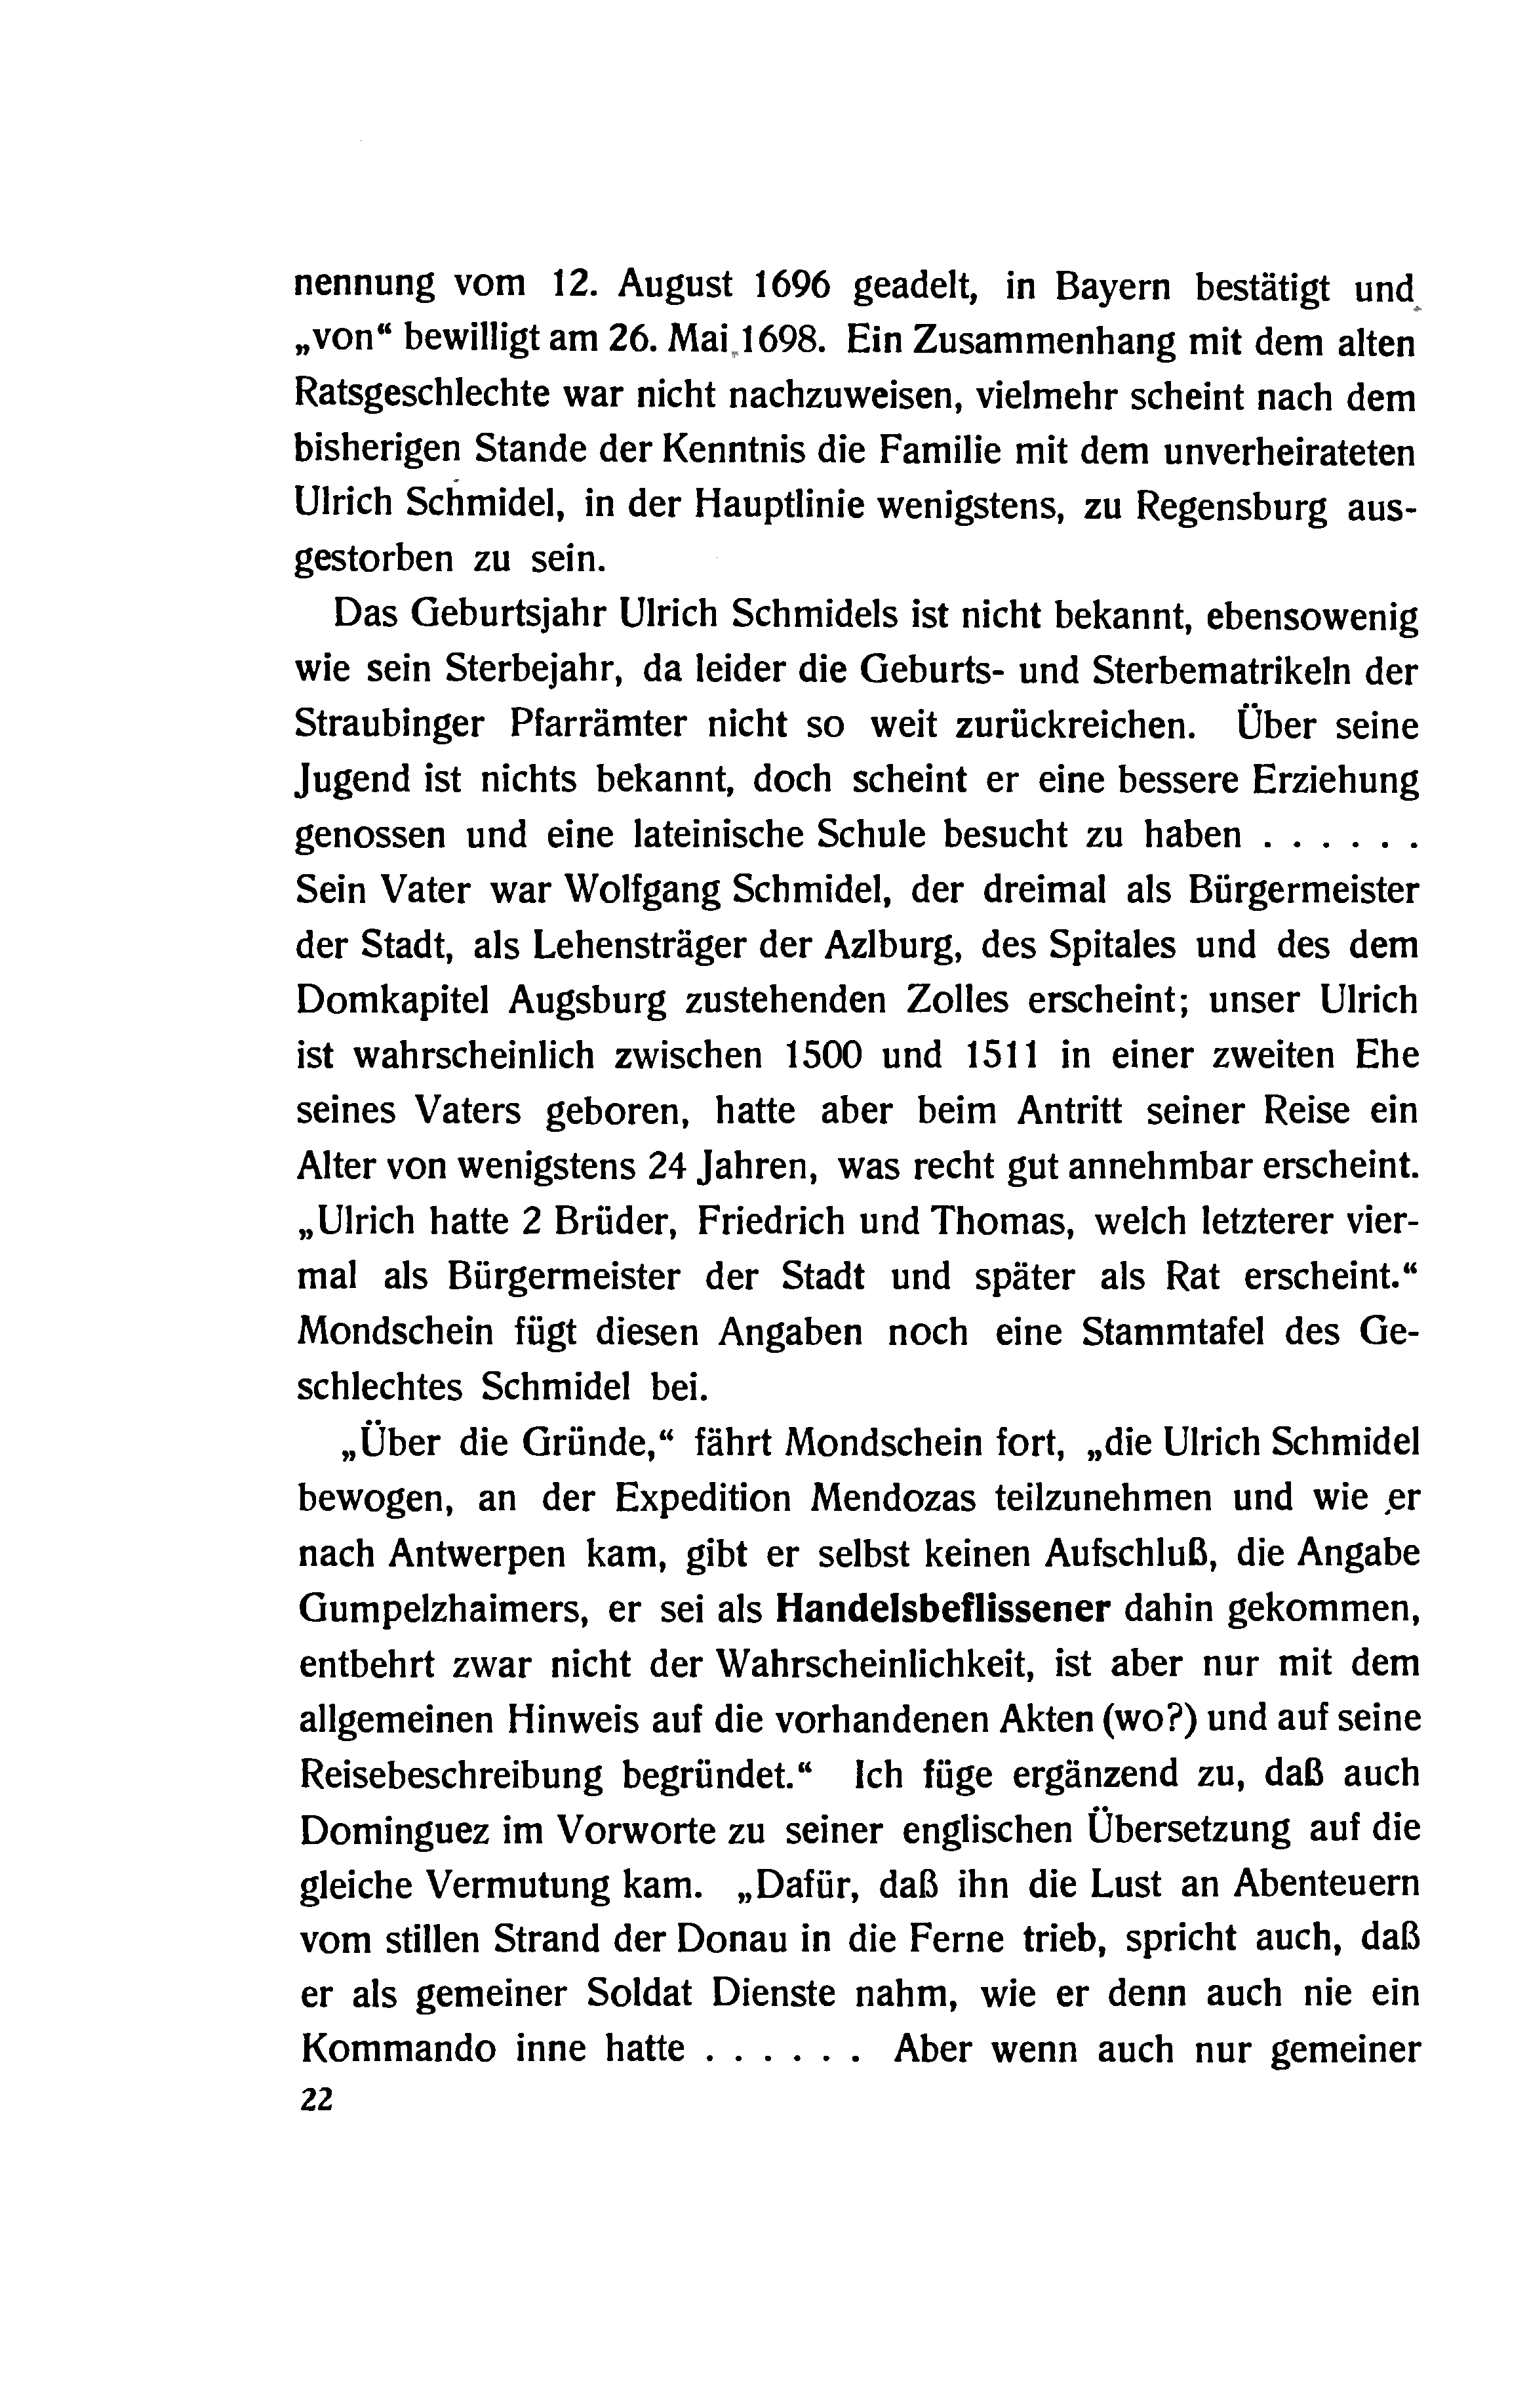 nennung vom 12. August 1696 geadelt, in Bayern bestätigt und
„von“ bewilligt am 26. Mai 1698. Ein Zusammenhang mit dem alten
Ratsgeschlechte war nicht nachzuweisen, vielmehr scheint nach dem
bisherigen Stande der Kenntnis die Familie mit dem unverheirateten
Ulrich Schmidel, in der Hauptlinie wenigstens, zu Regensburg aus-
gestorben zu sein.
Das Geburtsjahr Ulrich Schmidels ist nicht bekannt, ebensowenig
wie sein Sterbejahr, da leider die Geburts- und Sterbematrikeln der
Straubinger Pfarrämter nicht so weit zurückreichen. Über seine
Jugend ist nichts bekannt, doch scheint er eine bessere Erziehung
genossen und eine lateinische Schule besucht zu haben . . . . . .
Sein Vater war Wolfgang Schmidel, der dreimal als Bürgermeister
der Stadt, als Lehensträger der Azlburg, des Spitales und des dem
Domkapitel Augsburg zustehenden Zolles erscheint; unser Ulrich
ist wahrscheinlich zwischen 1500 und 1511 in einer zweiten Ehe
seines Vaters geboren, hatte aber beim Antritt seiner Reise ein
Alter von wenigstens 24 Jahren, was recht gut annehmbar erscheint.
„Ulrich hatte 2 Brüder, Friedrich und Thomas, welch letzterer vier-
mal als Bürgermeister der Stadt und später als Rat erscheint.“
Mondschein fügt diesen Angaben noch eine Stammtafel des Ge-
schlechtes Schmidel bei.
„Über die Gründe,“ fährt Mondschein fort, „die Ulrich Schmidel
bewogen, an der Expedition Mendozas teilzunehmen und wie er
nach Antwerpen kam, gibt er selbst keinen Aufschluß, die Angabe
Gumpelzhaimers, er sei als Handelsbeflissener dahin gekommen,
entbehrt zwar nicht der Wahrscheinlichkeit, ist aber nur mit dem
allgemeinen Hinweis auf die vorhandenen Akten (wo?) und auf seine
Reisebeschreibung begründet.“ Ich füge ergänzend zu, daß auch
Dominguez im Vorworte zu seiner englischen Übersetzung auf die
gleiche Vermutung kam. „Dafür, daß ihn die Lust an Abenteuern
vom stillen Strand der Donau in die Ferne trieb, spricht auch, daß
er als gemeiner Soldat Dienste nahm, wie er denn auch nie ein
Kommando inne hatte . . . . . . Aber wenn auch nur gemeiner
22